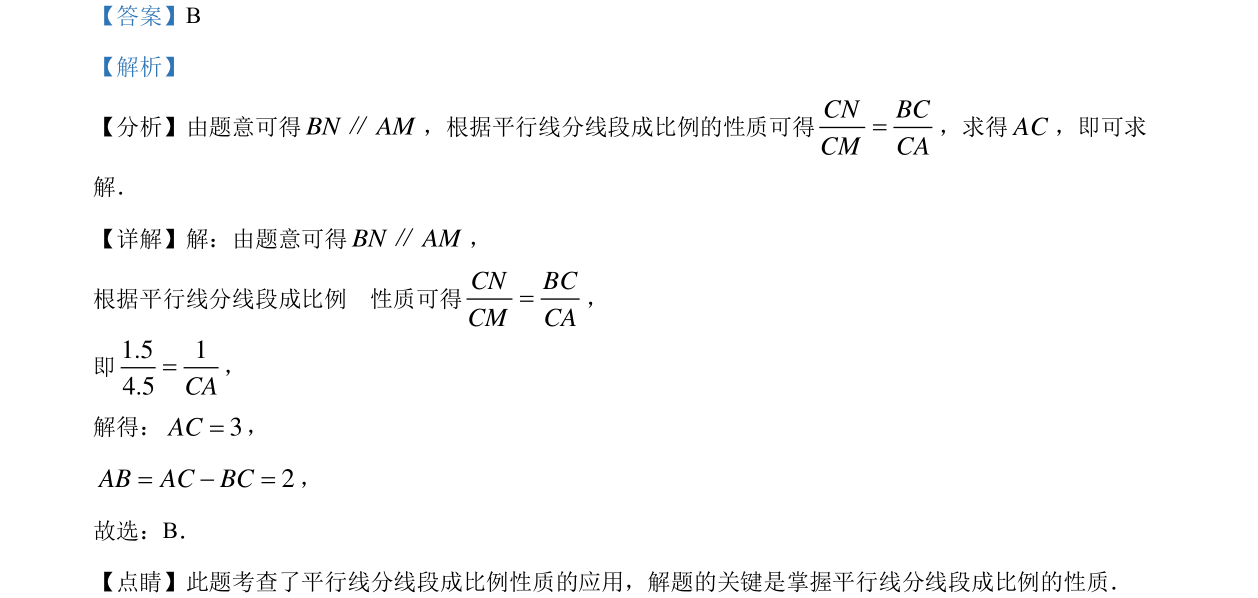 【答案】B
【解析】
【分析】由题意可得 BN ∥ AM ，根据平行线分线段成比例的性质可得 CN/CM = BC/CA ，求得 AC ，即可求
解．
【详解】解：由题意可得 BN ∥ AM ，
根据平行线分线段成比例 性质可得 CN/CM = BC/CA ，
即 1.5/4.5 = 1/CA ，
解得： AC = 3 ，
AB = AC − BC = 2 ，
故选：B．
【点睛】此题考查了平行线分线段成比例性质的应用，解题的关键是掌握平行线分线段成比例的性质．